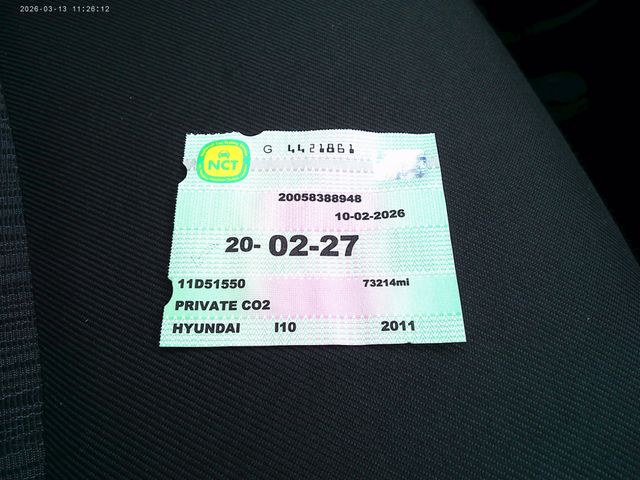 2026-03-13 11:26:12
NCT
G 4421861
20058388948
10-02-2026
20-02-27
11D51550 73214mi
PRIVATE CO2
HYUNDAI I10 2011